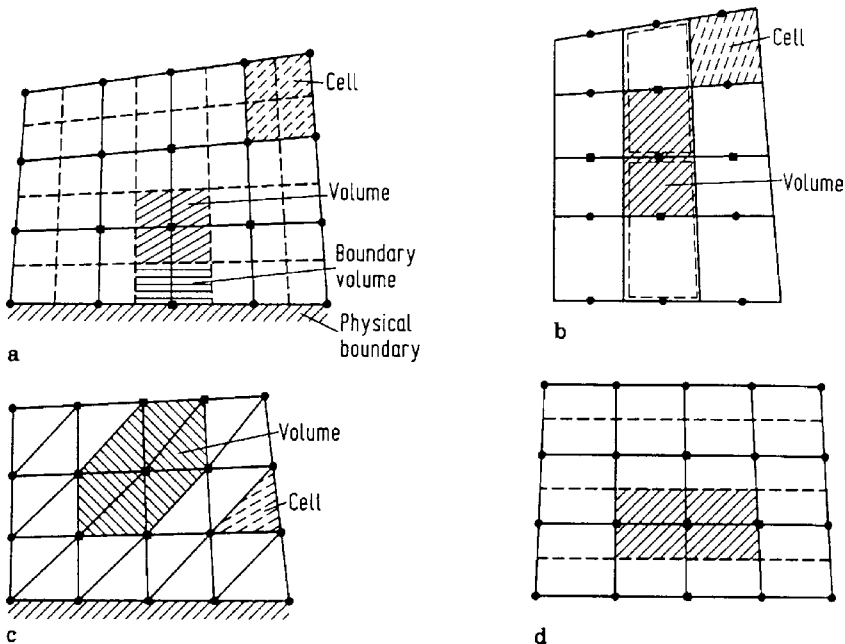 Cell
Volume
Boundary
volume
Physical
boundary
a
Cell
Volume
b
Volume
Cell
c
d